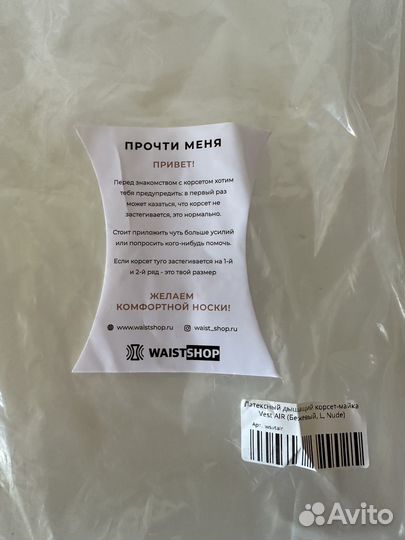 ПРОЧТИ МЕНЯ
ПРИВЕТ!
Перед знакомством с корсетом хотим
тебя предупредить: в первый раз
может казаться, что корсет не
застегивается, это нормально.
Стоит приложить чуть больше усилий
или попросить кого-нибудь помочь.
Если корсет туго застегивается на 1-й
и 2-й ряд - это твой размер
ЖЕЛАЕМ
КОМФОРТНОЙ НОСКИ!
www.waistshop.ru waist_shop.ru
WAISTSHOP
Латексный дышащий корсет-майка
Vest AIR (Бежевый, L, Nude)
Арт.
Avito